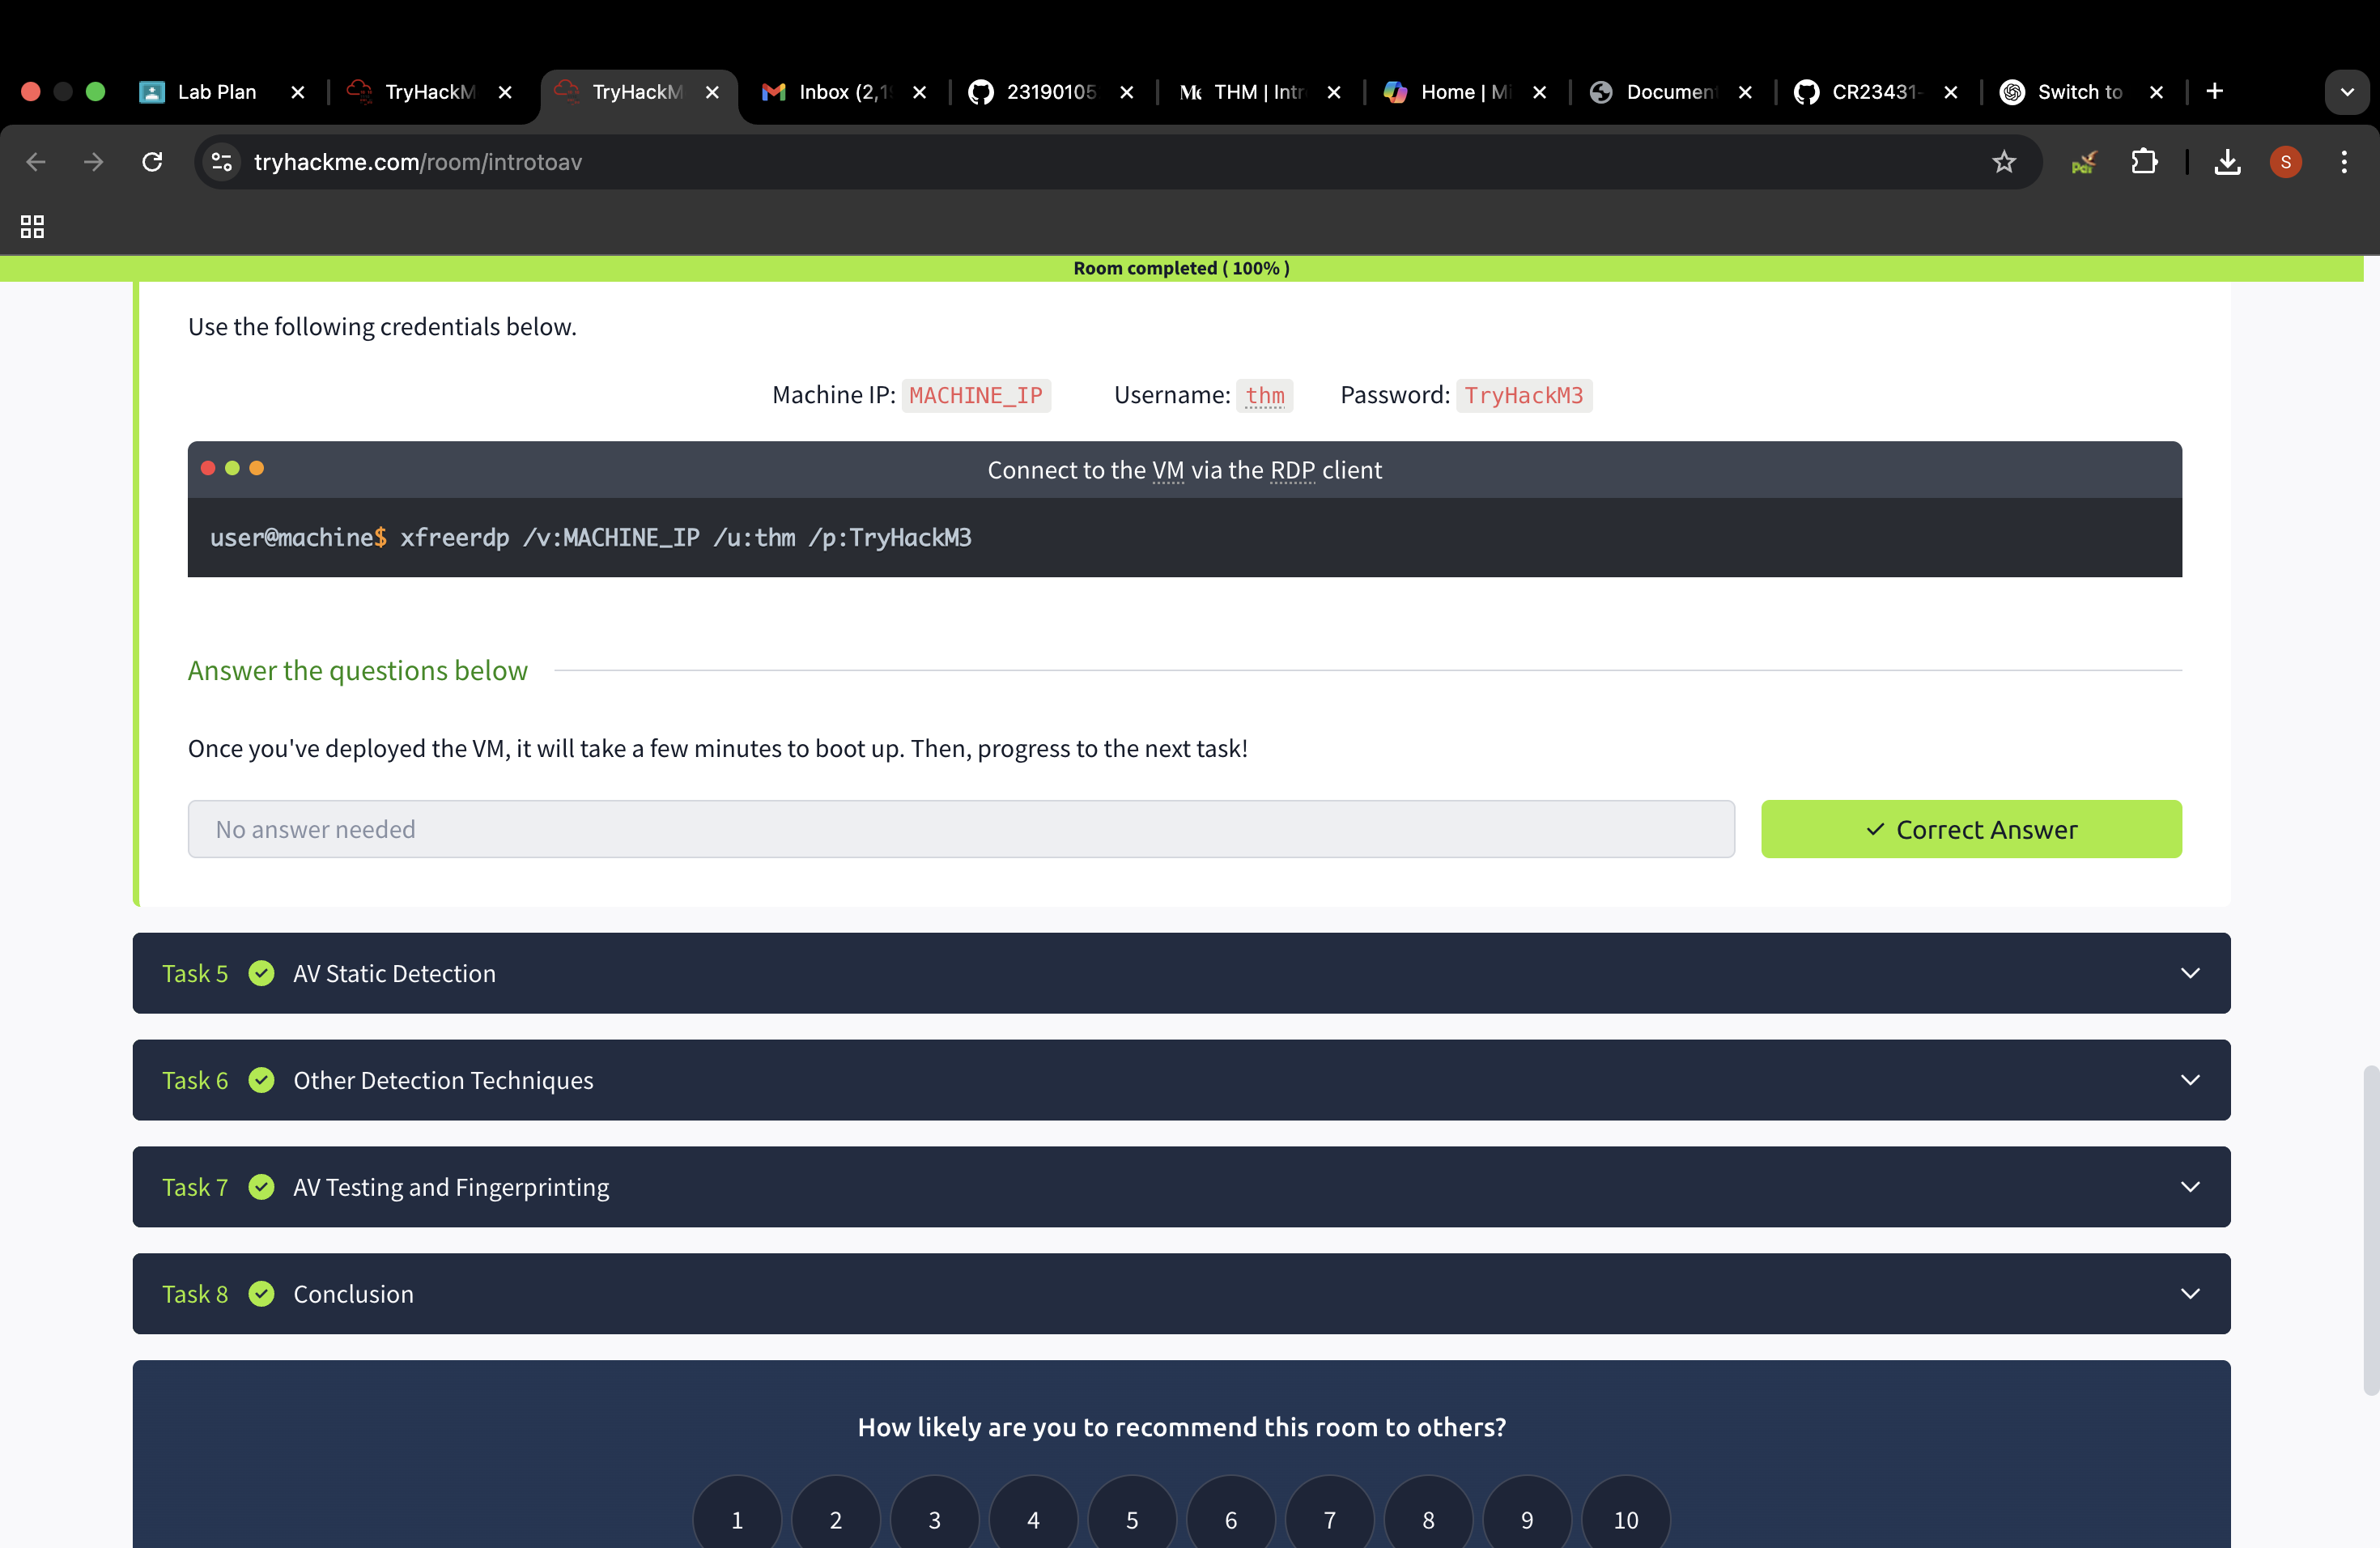 Lab Plan
TryHackM
TryHackM
Inbox (2,1
23190105
THM | Intr
Home | Mi
Document
CR23431-
Switch to
tryhackme.com/room/introtoav
S
Room completed ( 100% )
Use the following credentials below.
Machine IP: MACHINE_IP Username: thm Password: TryHackM3
Connect to the VM via the RDP client
user@machine$ xfreerdp /v:MACHINE_IP /u:thm /p:TryHackM3
Answer the questions below
Once you've deployed the VM, it will take a few minutes to boot up. Then, progress to the next task!
No answer needed
Correct Answer
Task 5 AV Static Detection
Task 6 Other Detection Techniques
Task 7 AV Testing and Fingerprinting
Task 8 Conclusion
How likely are you to recommend this room to others?
1 2 3 4 5 6 7 8 9 10